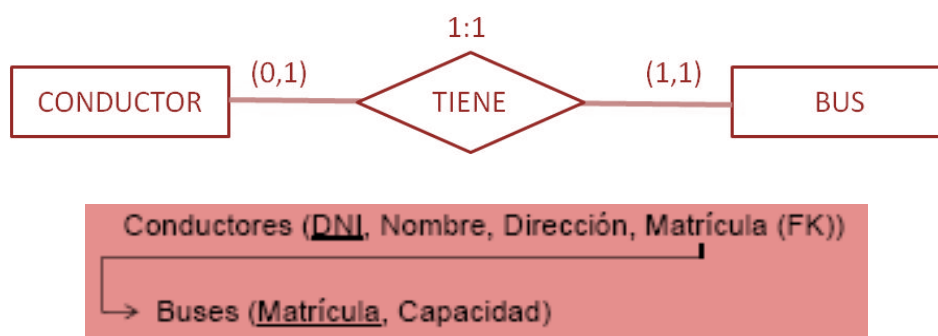 1:1
(0,1)
(1,1)
CONDUCTOR
TIENE
BUS
Conductores (DNI, Nombre, Dirección, Matrícula (FK))
Buses (Matrícula, Capacidad)